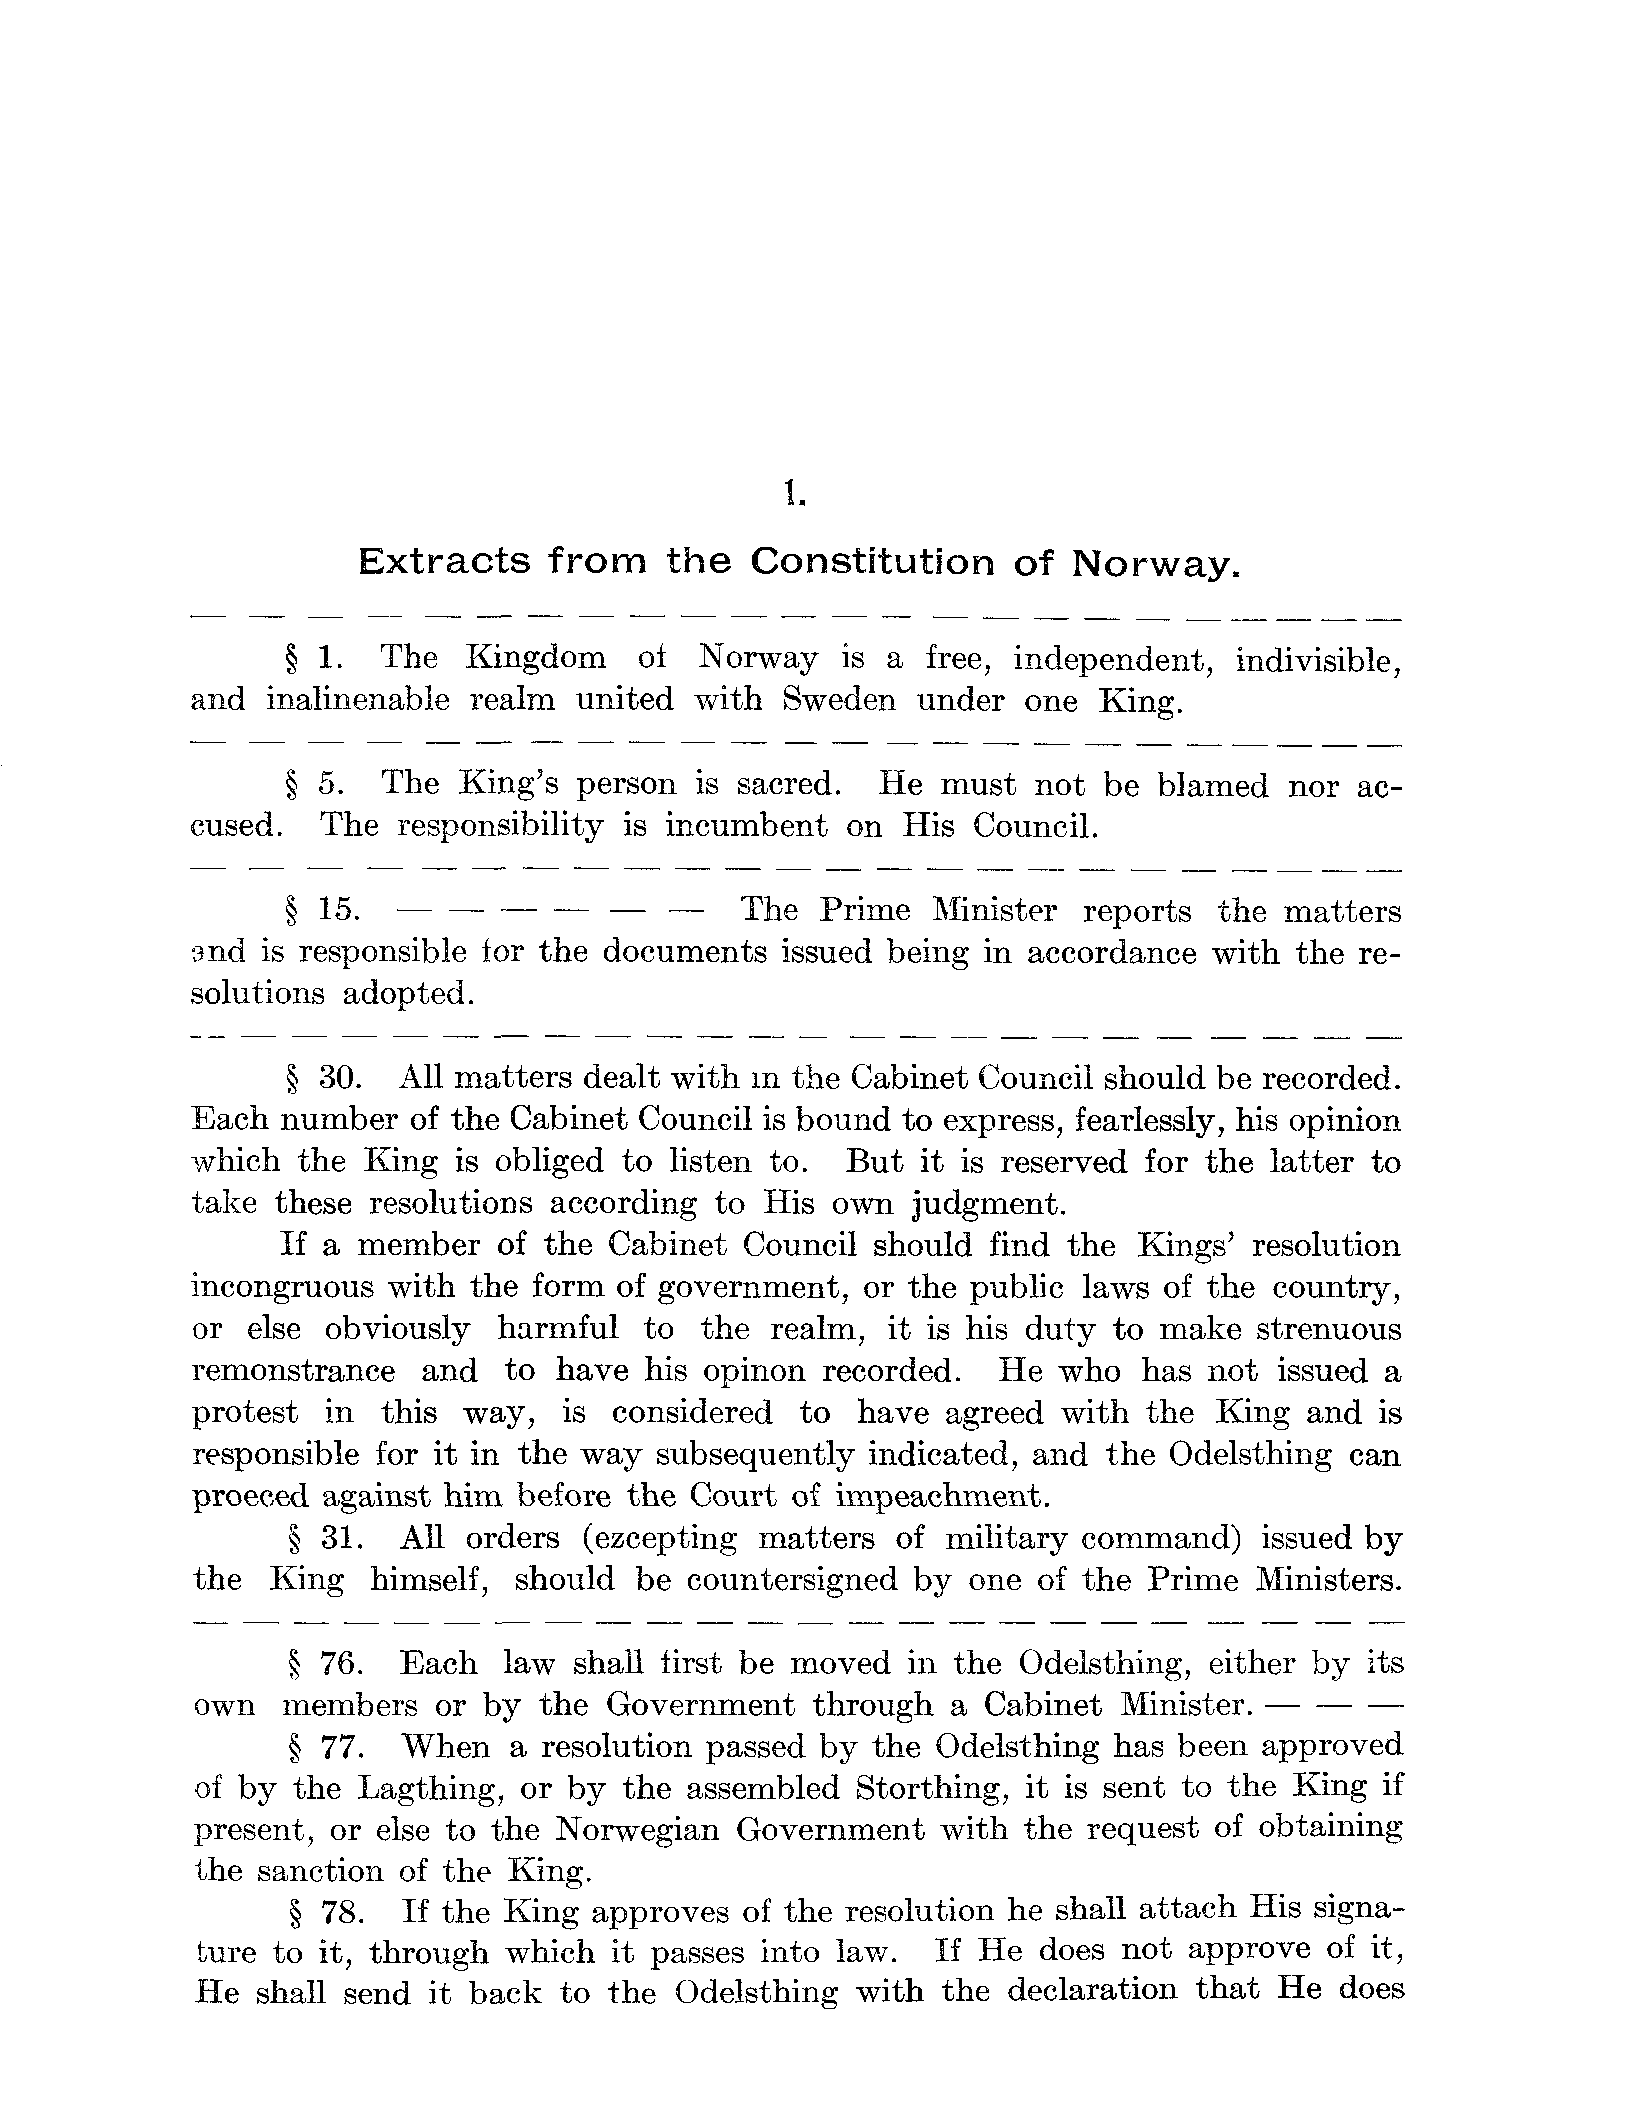 1.
Extracts from the Constitution of Norway.
— — — — — — — — — — — — — — — — — — — — — — — —
§ 1. The Kingdom of Norway is a free, independent, indivisible,
and inalinenable realm united with Sweden under one King.
— — — — — — — — — — — — — — — — — — — — — — — —
§ 5. The King's person is sacred. He must not be blamed nor ac-
cused. The responsibility is incumbent on His Council.
— — — — — — — — — — — — — — — — — — — — — — — —
§ 15. — — — — — — The Prime Minister reports the matters
and is responsible for the documents issued being in accordance with the re-
solutions adopted.
— — — — — — — — — — — — — — — — — — — — — — — —
§ 30. All matters dealt with in the Cabinet Council should be recorded.
Each number of the Cabinet Council is bound to express, fearlessly, his opinion
which the King is obliged to listen to. But it is reserved for the latter to
take these resolutions according to His own judgment.
If a member of the Cabinet Council should find the Kings' resolution
incongruous with the form of government, or the public laws of the country,
or else obviously harmful to the realm, it is his duty to make strenuous
remonstrance and to have his opinon recorded. He who has not issued a
protest in this way, is considered to have agreed with the King and is
responsible for it in the way subsequently indicated, and the Odelsthing can
proeced against him before the Court of impeachment.
§ 31. All orders (ezcepting matters of military command) issued by
the King himself, should be countersigned by one of the Prime Ministers.
— — — — — — — — — — — — — — — — — — — — — — — —
§ 76. Each law shall first be moved in the Odelsthing, either by its
own members or by the Government through a Cabinet Minister. — — —
§ 77. When a resolution passed by the Odelsthing has been approved
of by the Lagthing, or by the assembled Storthing, it is sent to the King if
present, or else to the Norwegian Government with the request of obtaining
the sanction of the King.
§ 78. If the King approves of the resolution he shall attach His signa-
ture to it, through which it passes into law. If He does not approve of it,
He shall send it back to the Odelsthing with the declaration that He does